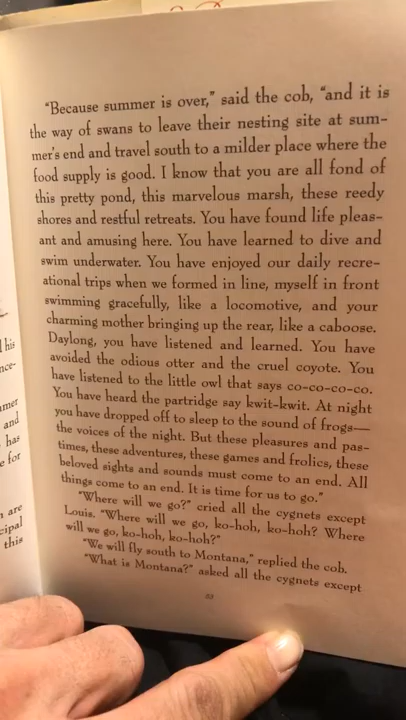 "Because summer is over," said the cob, "and it is
the way of swans to leave their nesting site at sum-
mer's end and travel south to a milder place where the
food supply is good. I know that you are all fond of
this pretty pond, this marvelous marsh, these reedy
shores and restful retreats. You have found life pleas-
ant and amusing here. You have learned to dive and
swim underwater. You have enjoyed our daily recre-
ational trips when we formed in line, myself in front
swimming gracefully, like a locomotive, and your
charming mother bringing up the rear, like a caboose.
Daylong, you have listened and learned. You have
avoided the odious otter and the cruel coyote. You
have listened to the little owl that says co-co-co-co.
You have heard the partridge say kwit-kwit. At night
you have dropped off to sleep to the sound of frogs—
the voices of the night. But these pleasures and pas-
times, these adventures, these games and frolics, these
beloved sights and sounds must come to an end. All
things come to an end. It is time for us to go."
"Where will we go?" cried all the cygnets except
Louis. "Where will we go, ko-hoh, ko-hoh? Where
will we go, ko-hoh, ko-hoh?"
"We will fly south to Montana," replied the cob.
"What is Montana?" asked all the cygnets except
his
nce-
mer
and
has
e for
are
cipal
this